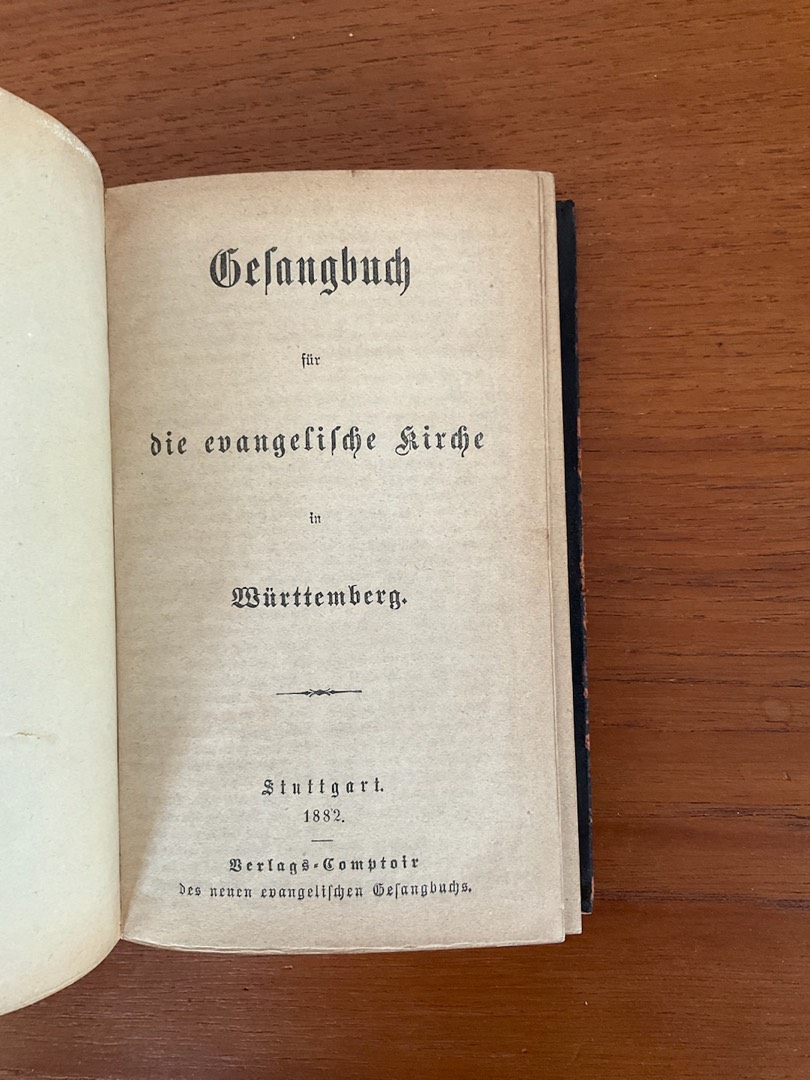 Gesangbuch
für
die evangelische Kirche
in
Württemberg.
Stuttgart.
1882.
Verlags-Comptoir
des neuen evangelischen Gesangbuchs.